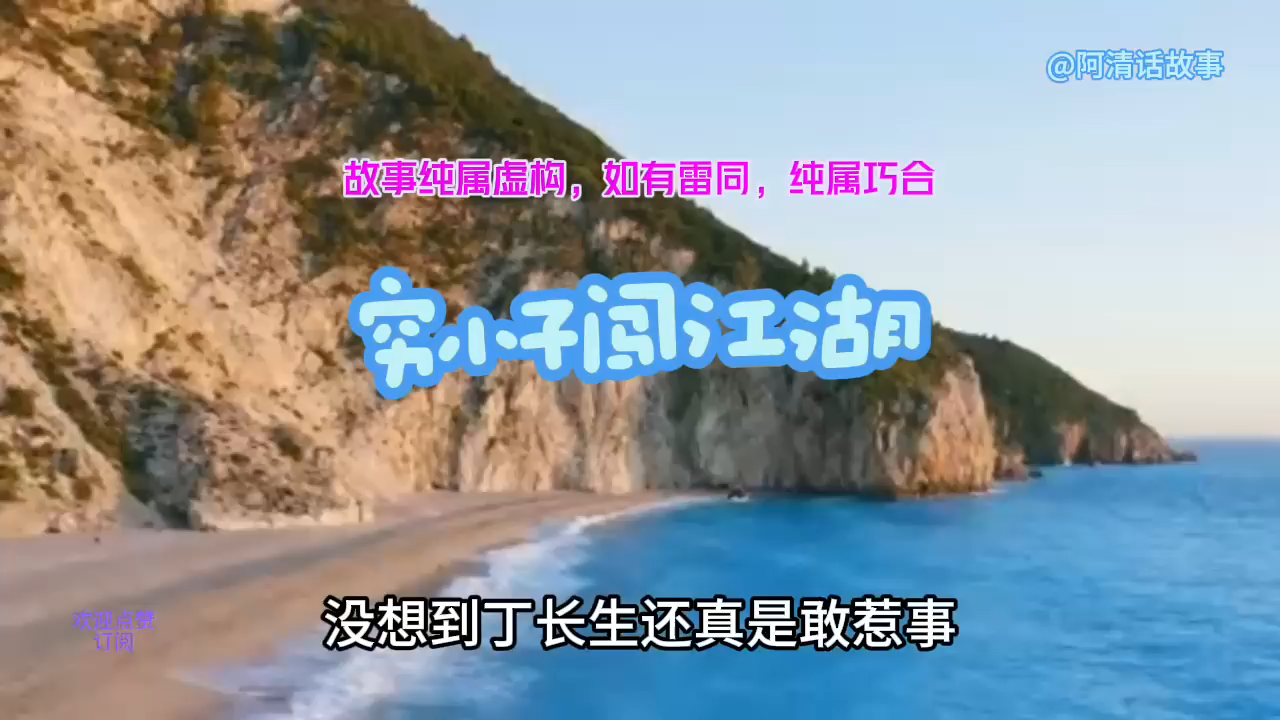 @阿清话故事
故事纯属虚构，如有雷同，纯属巧合
穷小子闯江湖
欢迎点赞
订阅
没想到丁长生还真是敢惹事